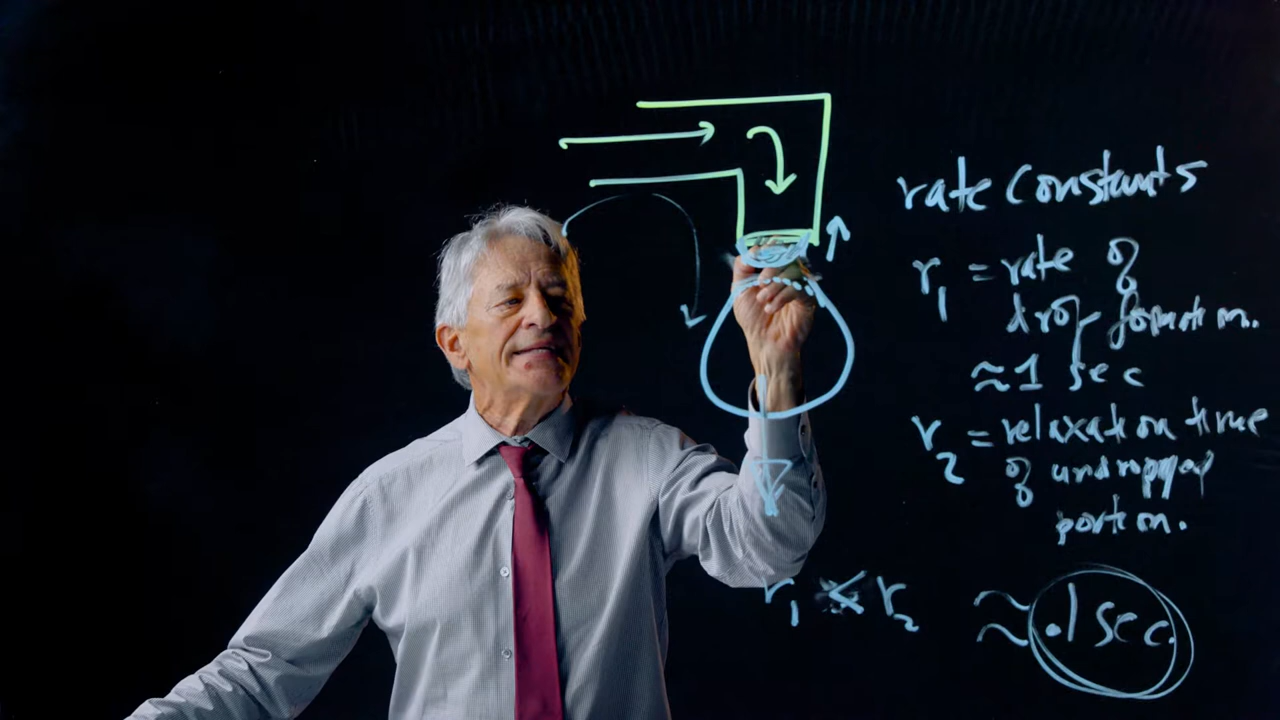 rate constants
r1 = rate of
drop formation.
≈1 sec
r2 = relaxation time
of undropped
portion.
r1 < r2
≈ .1 sec.